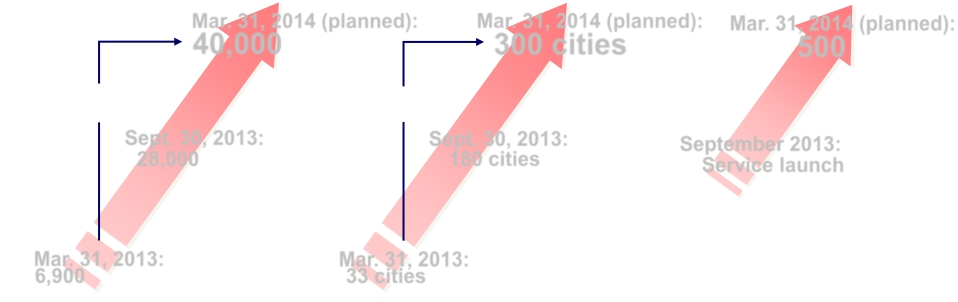 Mar. 31, 2014 (planned):
40,000
Sept. 30, 2013:
28,000
Mar. 31, 2013:
6,900
Mar. 31, 2014 (planned):
300 cities
Sept. 30, 2013:
180 cities
Mar. 31, 2013:
33 cities
Mar. 31, 2014 (planned):
500
September 2013:
Service launch